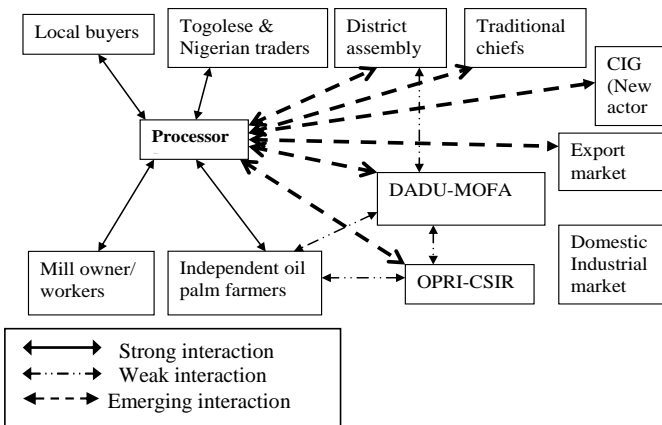 Local buyers
Togolese &
Nigerian traders
District
assembly
Traditional
chiefs
CIG
(New
actor
Processor
Export
market
DADU-MOFA
Mill owner/
workers
Independent oil
palm farmers
OPRI-CSIR
Domestic
Industrial
market
Strong interaction
Weak interaction
Emerging interaction